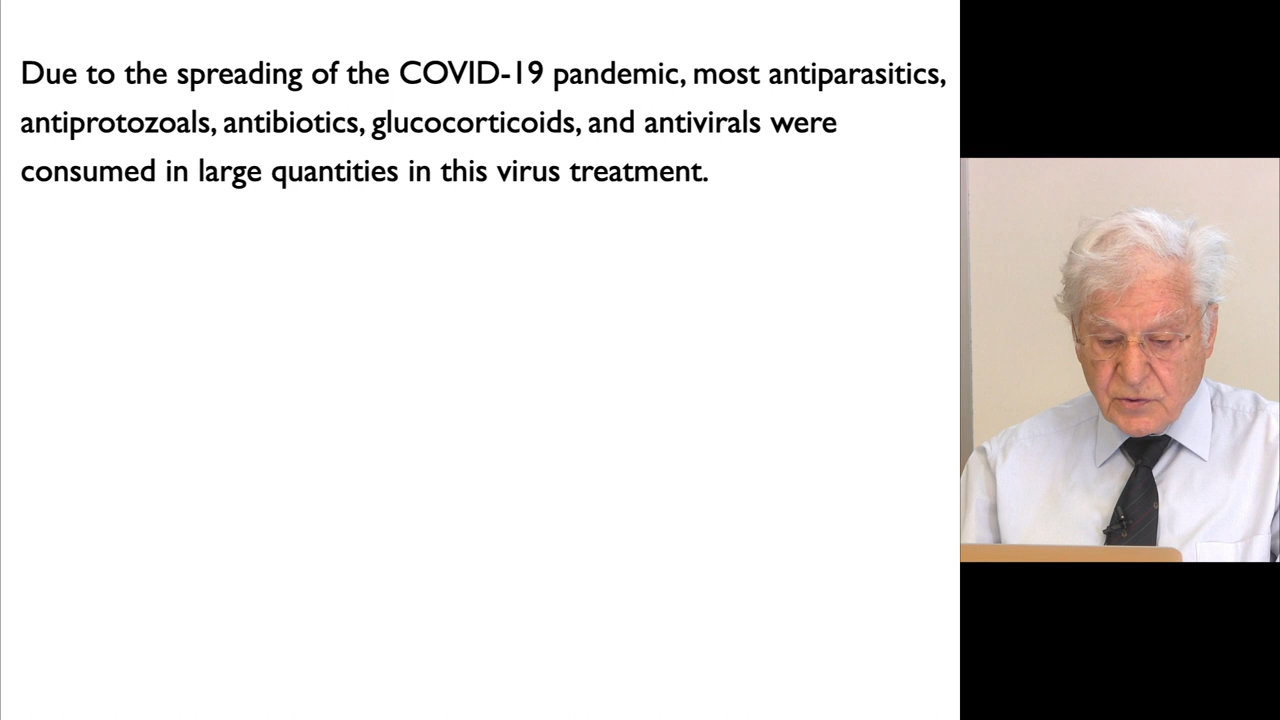 Due to the spreading of the COVID-19 pandemic, most antiparasitics,
antiprotozoals, antibiotics, glucocorticoids, and antivirals were
consumed in large quantities in this virus treatment.